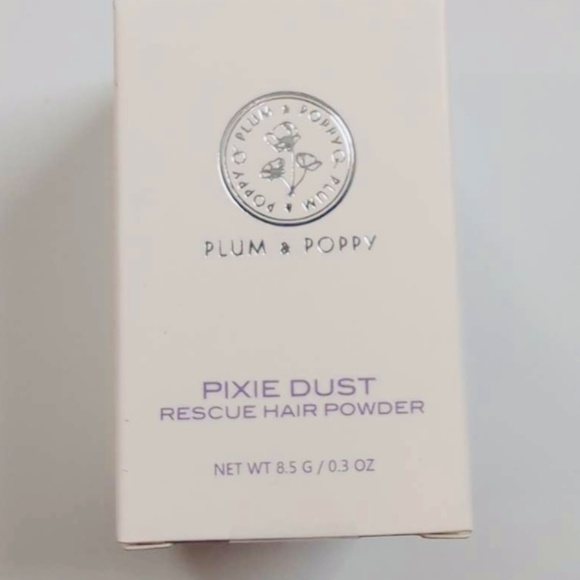 PLUM & POPPY PLUM & POPPY
PLUM & POPPY
PIXIE DUST
RESCUE HAIR POWDER
NET WT 8.5 G / 0.3 OZ